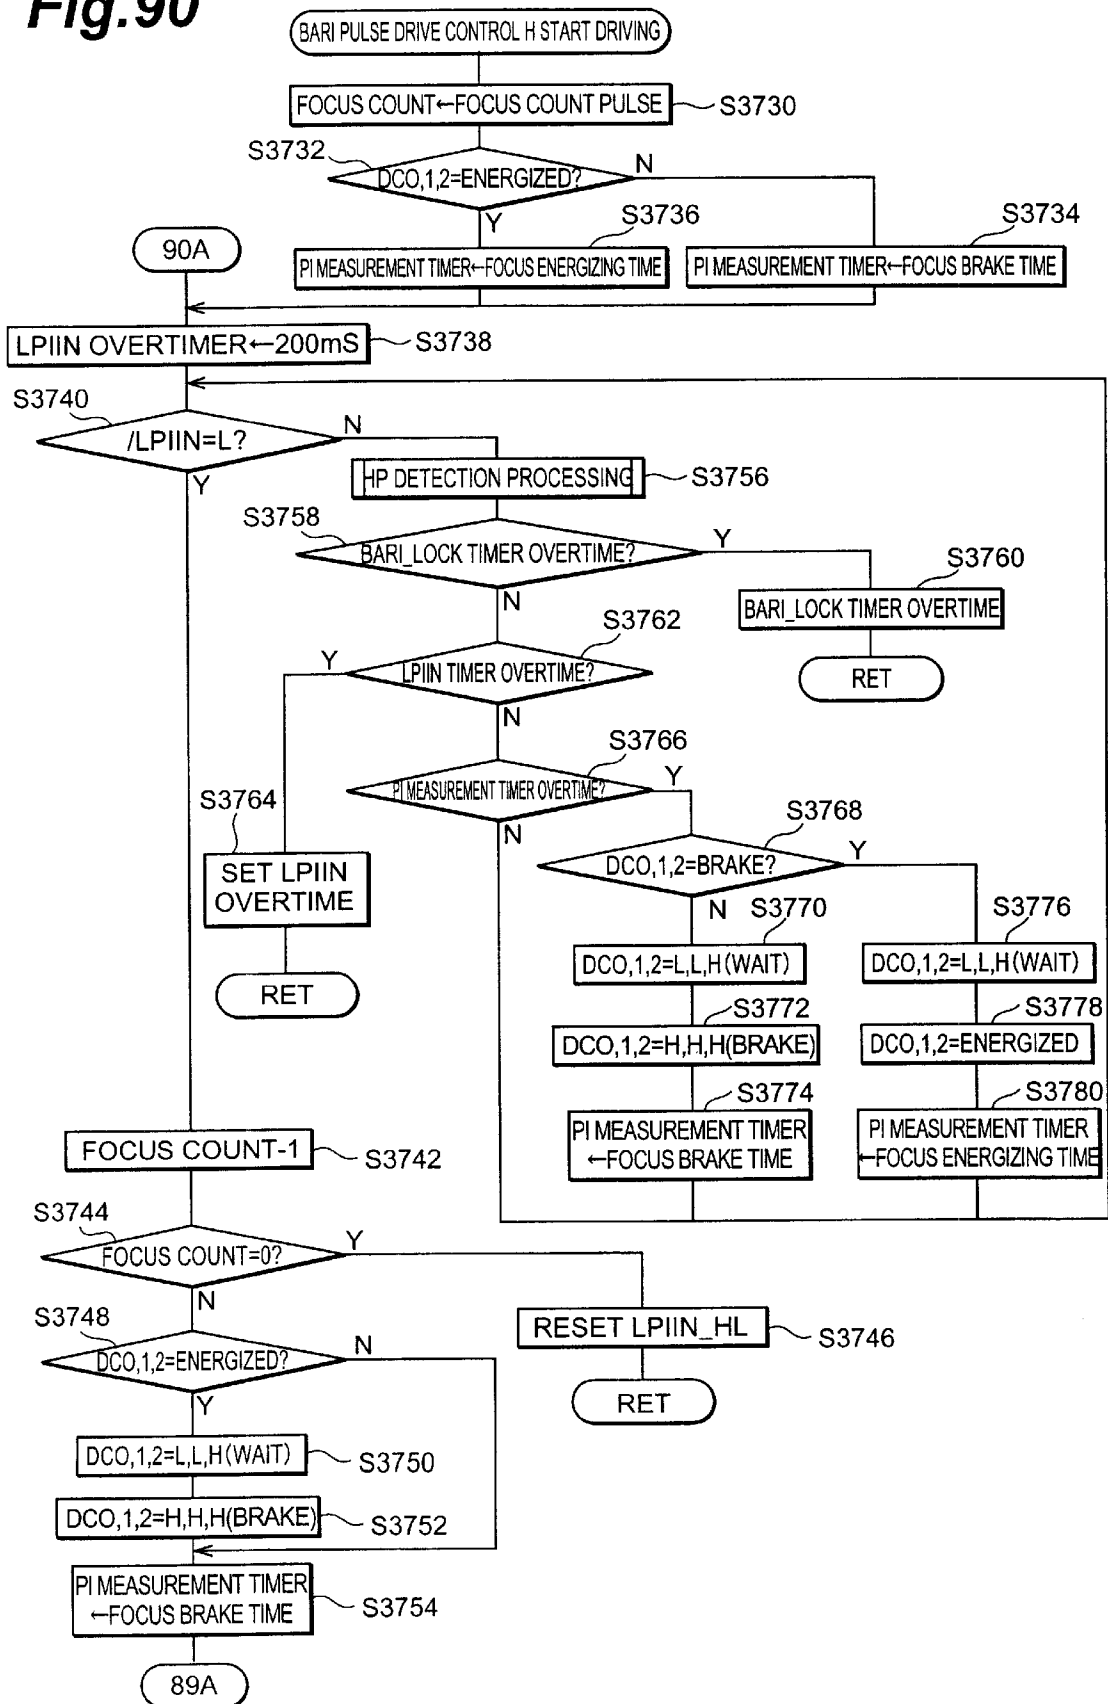 Fig.90
BARI PULSE DRIVE CONTROL H START DRIVING
FOCUS COUNT←FOCUS COUNT PULSE
S3730
S3732
DCO,1,2=ENERGIZED?
N
Y
S3736
S3734
90A
PI MEASUREMENT TIMER←FOCUS ENERGIZING TIME
PI MEASUREMENT TIMER←FOCUS BRAKE TIME
LPIIN OVERTIMER←200mS
S3738
S3740
/LPIIN=L?
N
Y
HP DETECTION PROCESSING
S3756
S3758
BARI_LOCK TIMER OVERTIME?
Y
N
S3760
BARI_LOCK TIMER OVERTIME
RET
S3762
LPIIN TIMER OVERTIME?
Y
N
S3766
PI MEASUREMENT TIMER OVERTIME?
Y
N
S3764
SET LPIIN
OVERTIME
RET
S3768
DCO,1,2=BRAKE?
Y
N
S3770
DCO,1,2=L,L,H(WAIT)
S3776
DCO,1,2=L,L,H(WAIT)
S3772
DCO,1,2=H,H,H(BRAKE)
S3778
DCO,1,2=ENERGIZED
S3774
PI MEASUREMENT TIMER
←FOCUS BRAKE TIME
S3780
PI MEASUREMENT TIMER
←FOCUS ENERGIZING TIME
FOCUS COUNT-1
S3742
S3744
FOCUS COUNT=0?
Y
N
RESET LPIIN_HL
S3746
RET
S3748
DCO,1,2=ENERGIZED?
N
Y
DCO,1,2=L,L,H(WAIT)
S3750
DCO,1,2=H,H,H(BRAKE)
S3752
PI MEASUREMENT TIMER
←FOCUS BRAKE TIME
S3754
89A